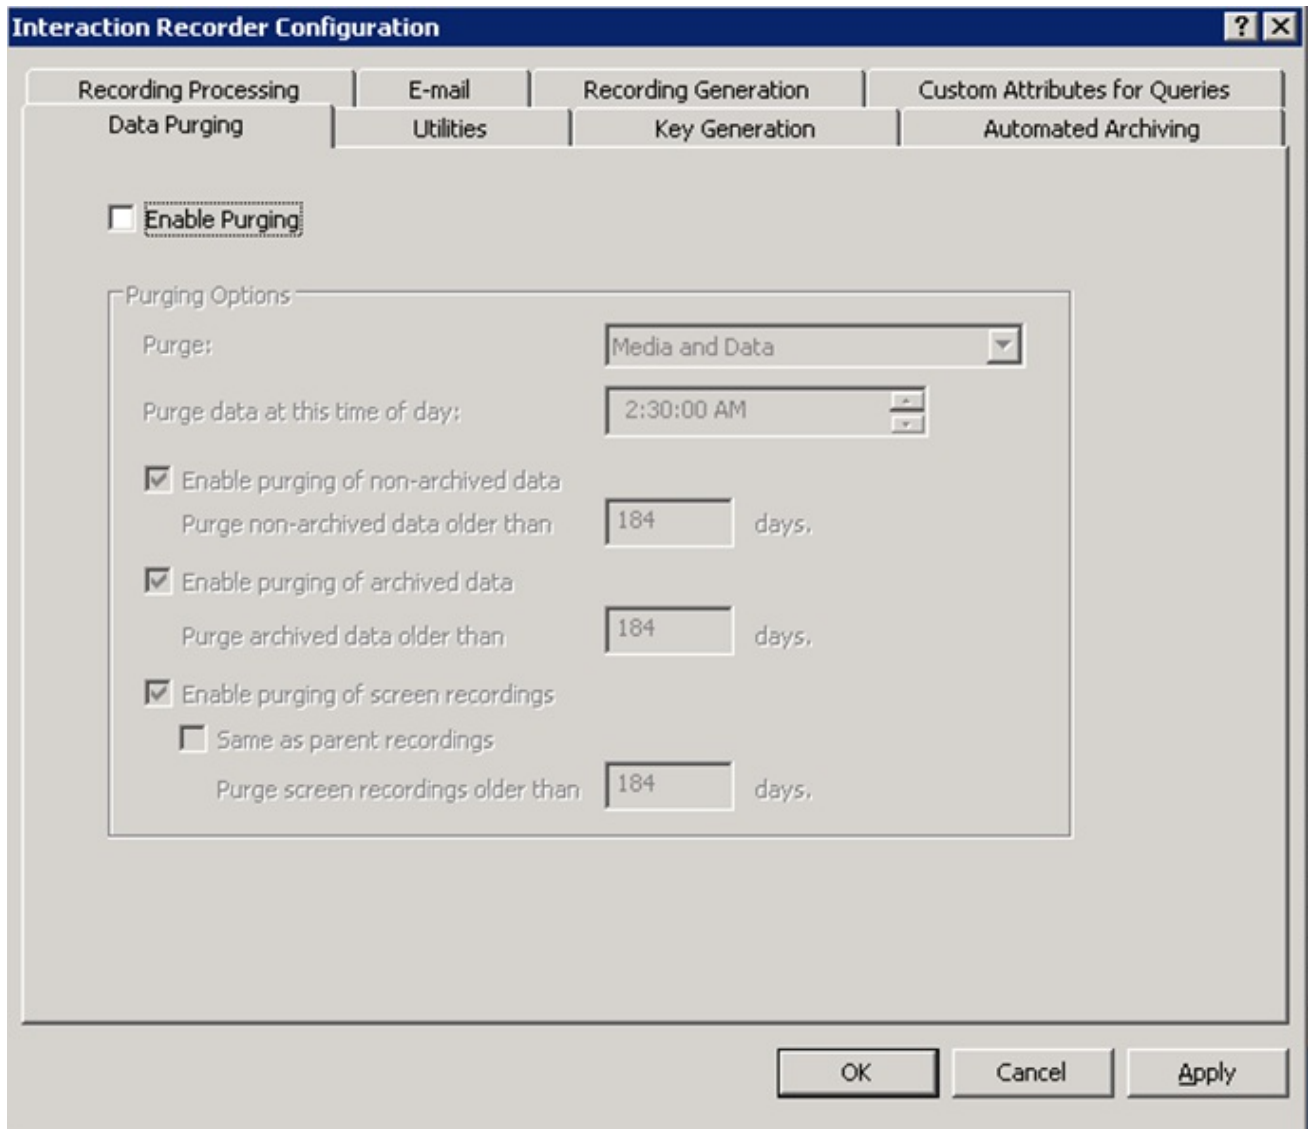 Interaction Recorder Configuration
Recording Processing E-mail Recording Generation Custom Attributes for Queries
Data Purging Utilities Key Generation Automated Archiving
Enable Purging
Purging Options
Purge: Media and Data
Purge data at this time of day: 2:30:00 AM
Enable purging of non-archived data
Purge non-archived data older than 184 days.
Enable purging of archived data
Purge archived data older than 184 days.
Enable purging of screen recordings
Same as parent recordings
Purge screen recordings older than 184 days.
OK Cancel Apply